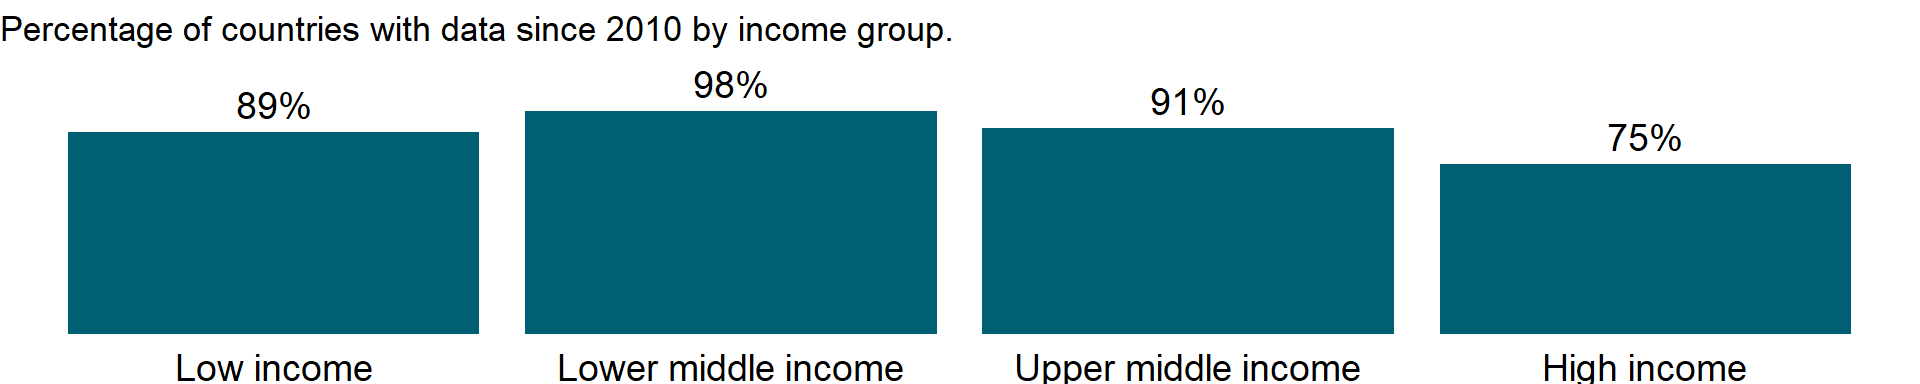 Percentage of countries with data since 2010 by income group.
89%
98%
91%
75%
Low income
Lower middle income
Upper middle income
High income